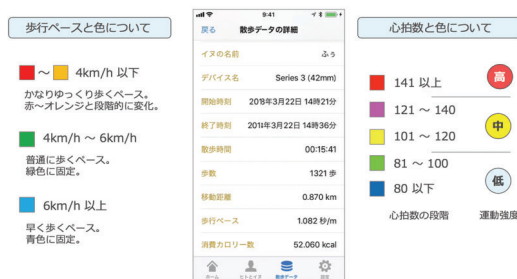 歩行ペースと色について
～ 4km/h 以下
かなりゆっくり歩くペース。
赤～オレンジと段階的に変化。
4km/h ～ 6km/h
普通に歩くペース。
緑色に固定。
6km/h 以上
早く歩くペース。
青色に固定。
9:41
戻る 散歩データの詳細
イヌの名前 ふぅ
デバイス名 Series 3 (42mm)
開始時刻 2018年3月22日 14時21分
終了時刻 2018年3月22日 14時36分
散歩時間 00:15:41
歩数 1321 歩
移動距離 0.870 km
歩行ペース 1.082 秒/m
消費カロリー数 52.060 kcal
ホーム ヒトとイヌ 散歩データ 設定
心拍数と色について
141 以上 高
121 ～ 140
101 ～ 120 中
81 ～ 100
80 以下 低
心拍数の段階 運動強度